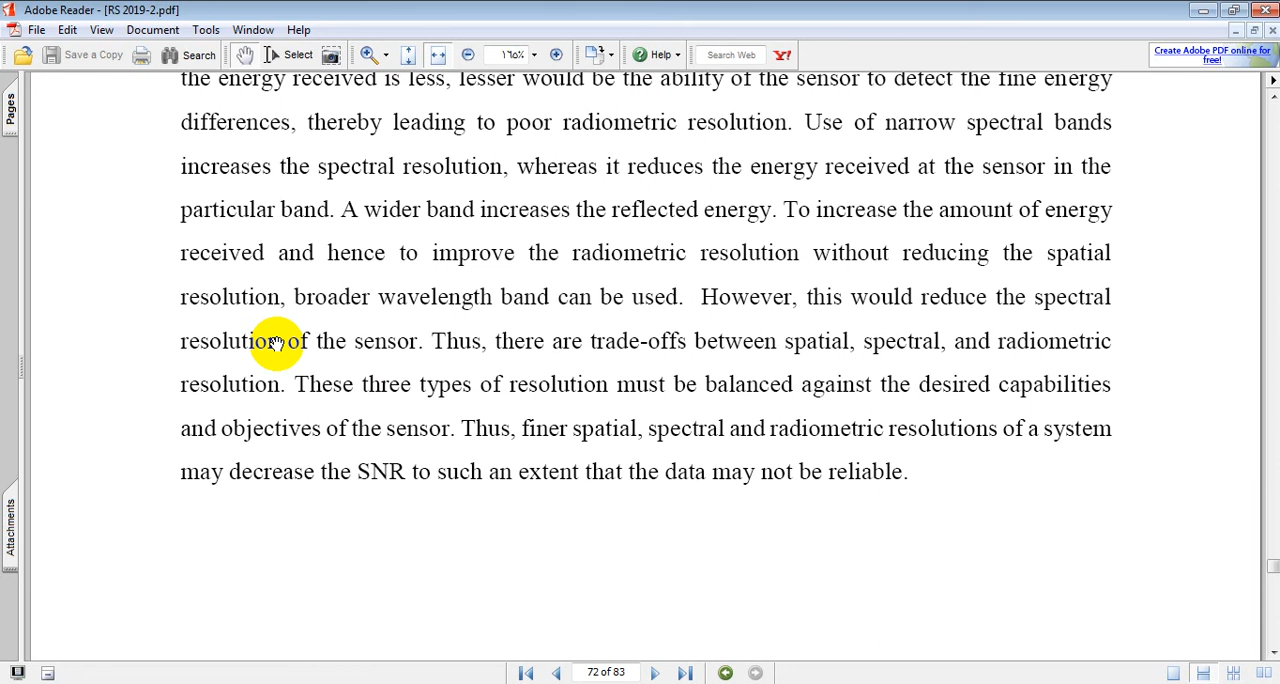 Adobe Reader - [RS 2019-2.pdf]
File Edit View Document Tools Window Help
Save a Copy Search Select ١٦٥% Help Search Web Y!
Create Adobe PDF online for free!
Pages
the energy received is less, lesser would be the ability of the sensor to detect the fine energy
differences, thereby leading to poor radiometric resolution. Use of narrow spectral bands
increases the spectral resolution, whereas it reduces the energy received at the sensor in the
particular band. A wider band increases the reflected energy. To increase the amount of energy
received and hence to improve the radiometric resolution without reducing the spatial
resolution, broader wavelength band can be used. However, this would reduce the spectral
resolution of the sensor. Thus, there are trade-offs between spatial, spectral, and radiometric
resolution. These three types of resolution must be balanced against the desired capabilities
and objectives of the sensor. Thus, finer spatial, spectral and radiometric resolutions of a system
may decrease the SNR to such an extent that the data may not be reliable.
Attachments
72 of 83